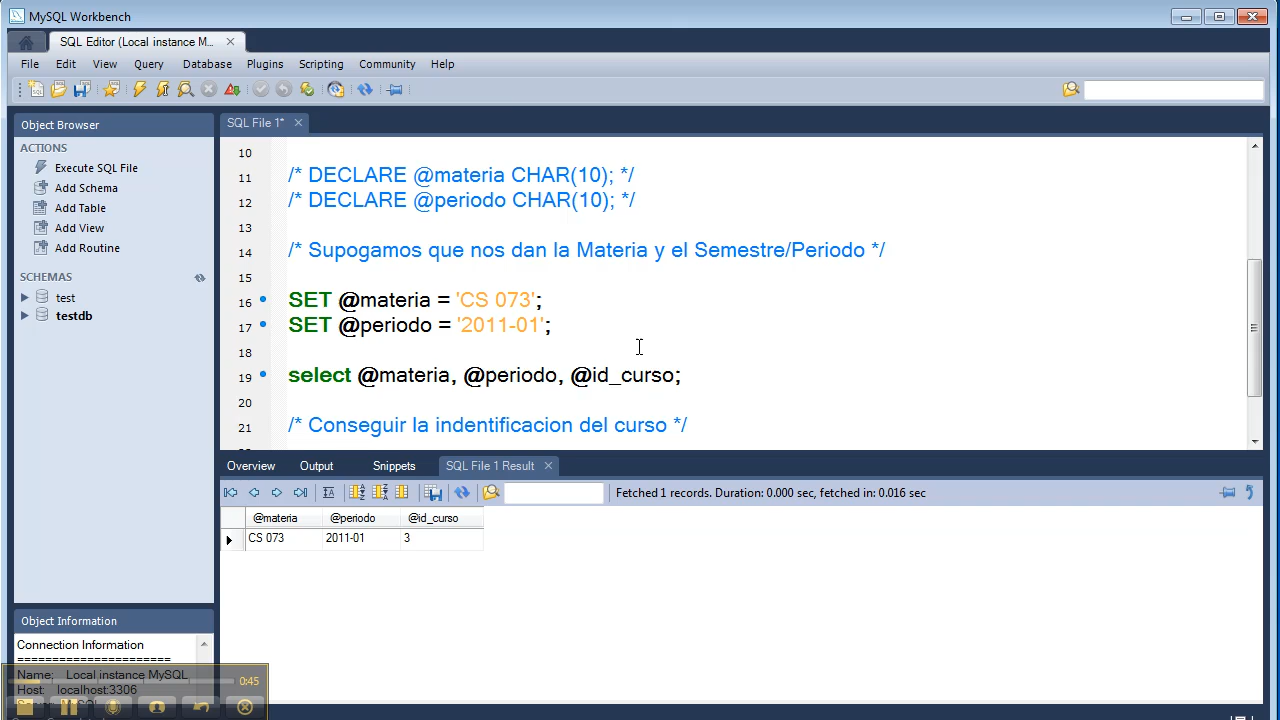 MySQL Workbench
SQL Editor (Local instance M...
File Edit View Query Database Plugins Scripting Community Help
Object Browser
ACTIONS
Execute SQL File
Add Schema
Add Table
Add View
Add Routine
SCHEMAS
test
testdb
Object Information
Connection Information
======================
Name: Local instance MySQL
Host: localhost:3306
0:45
SQL File 1*
10
11 /* DECLARE @materia CHAR(10); */
12 /* DECLARE @periodo CHAR(10); */
13
14 /* Supogamos que nos dan la Materia y el Semestre/Periodo */
15
16 SET @materia = 'CS 073';
17 SET @periodo = '2011-01';
18
19 select @materia, @periodo, @id_curso;
20
21 /* Conseguir la indentificacion del curso */
Overview Output Snippets SQL File 1 Result
Fetched 1 records. Duration: 0.000 sec, fetched in: 0.016 sec
@materia @periodo @id_curso
CS 073 2011-01 3